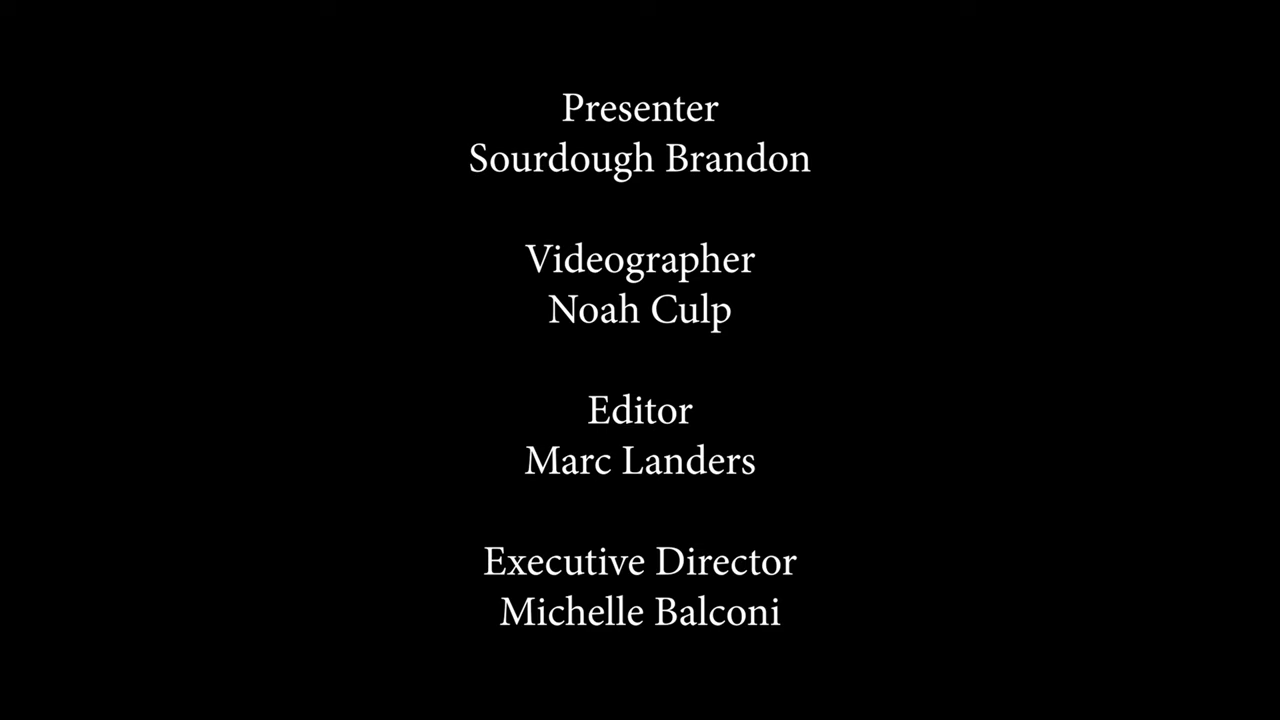 Presenter
Sourdough Brandon
Videographer
Noah Culp
Editor
Marc Landers
Executive Director
Michelle Balconi